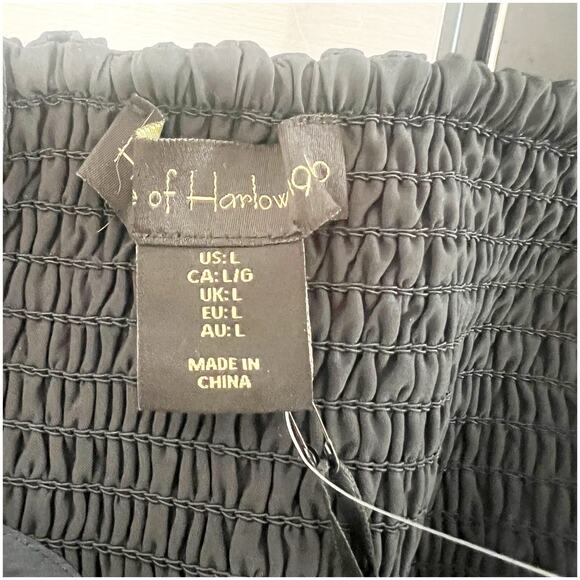 of Harlow
US: L
CA: L/G
UK: L
EU: L
AU: L
MADE IN
CHINA